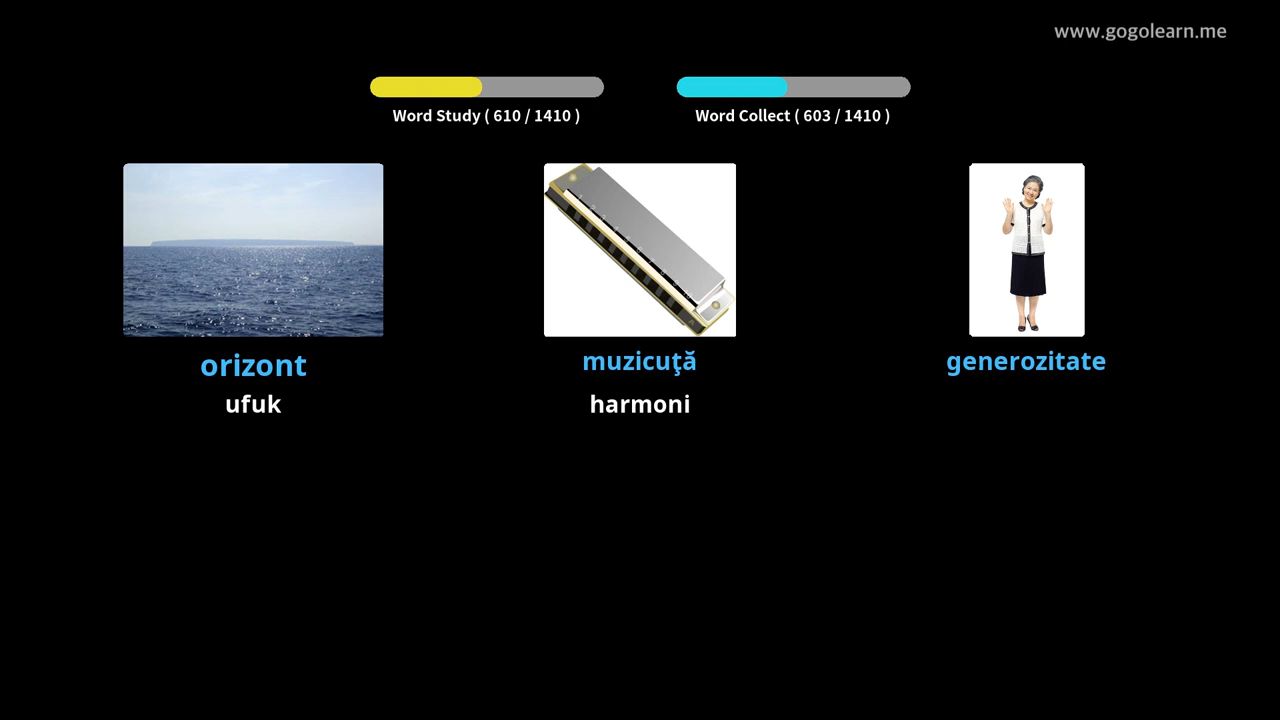 www.gogolearn.me
Word Study ( 610 / 1410 )
Word Collect ( 603 / 1410 )
orizont
muzicuţă
generozitate
ufuk
harmoni